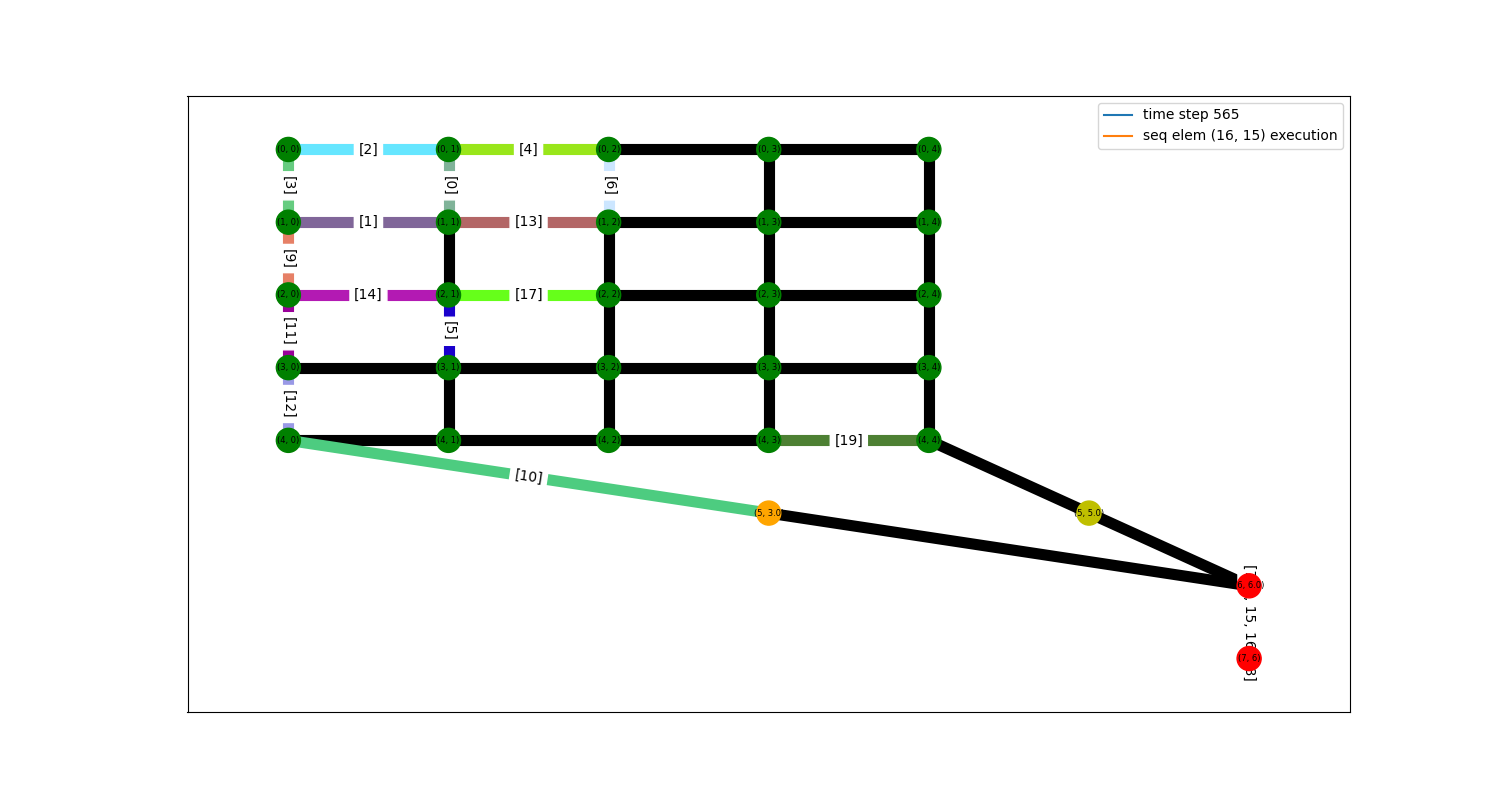 time step 565
seq elem (16, 15) execution
(0, 0) [2] (0, 1) [4] (0, 2) (0, 3) (0, 4)
[3] [0] [6]
(1, 0) [1] (1, 1) [13] (1, 2) (1, 3) (1, 4)
[9]
(2, 0) [14] (2, 1) [17] (2, 2) (2, 3) (2, 4)
[11] [5]
(3, 0) (3, 1) (3, 2) (3, 3) (3, 4)
[12]
(4, 0) (4, 1) (4, 2) (4, 3) [19] (4, 4)
[10]
(5, 3.0) (5, 5.0)
(6, 6.0)
15,
(7, 6)